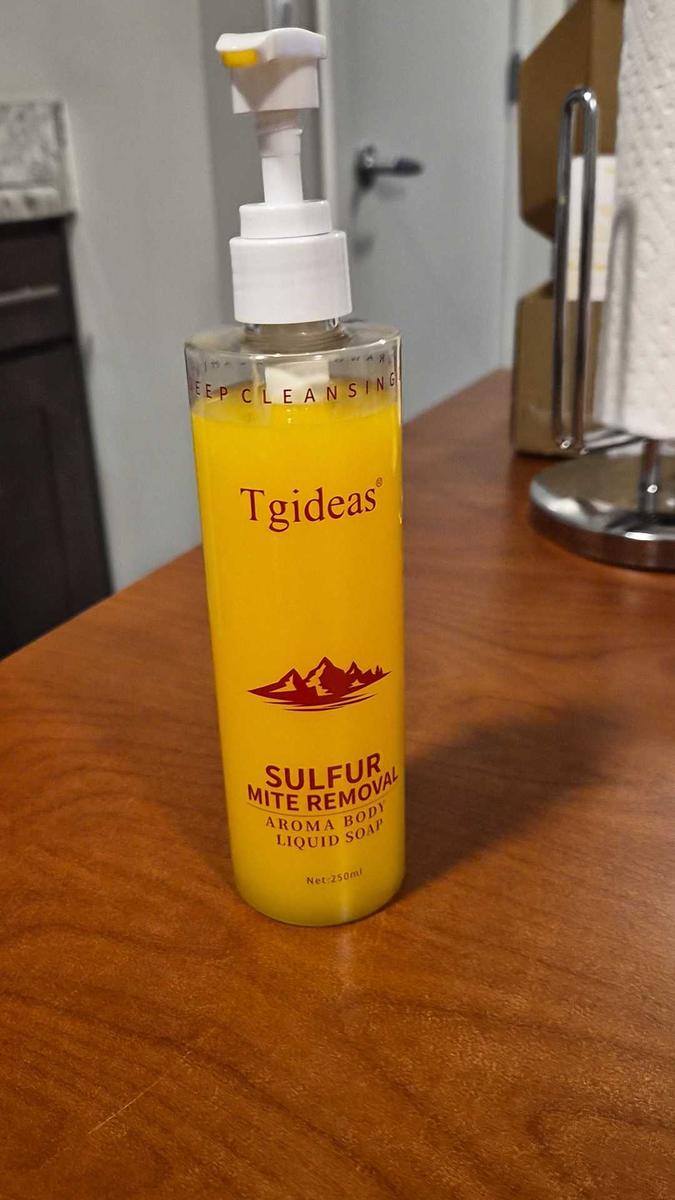 EEP CLEANSING
Tgideas®
SULFUR
MITE REMOVAL
AROMA BODY
LIQUID SOAP
Net:250ml